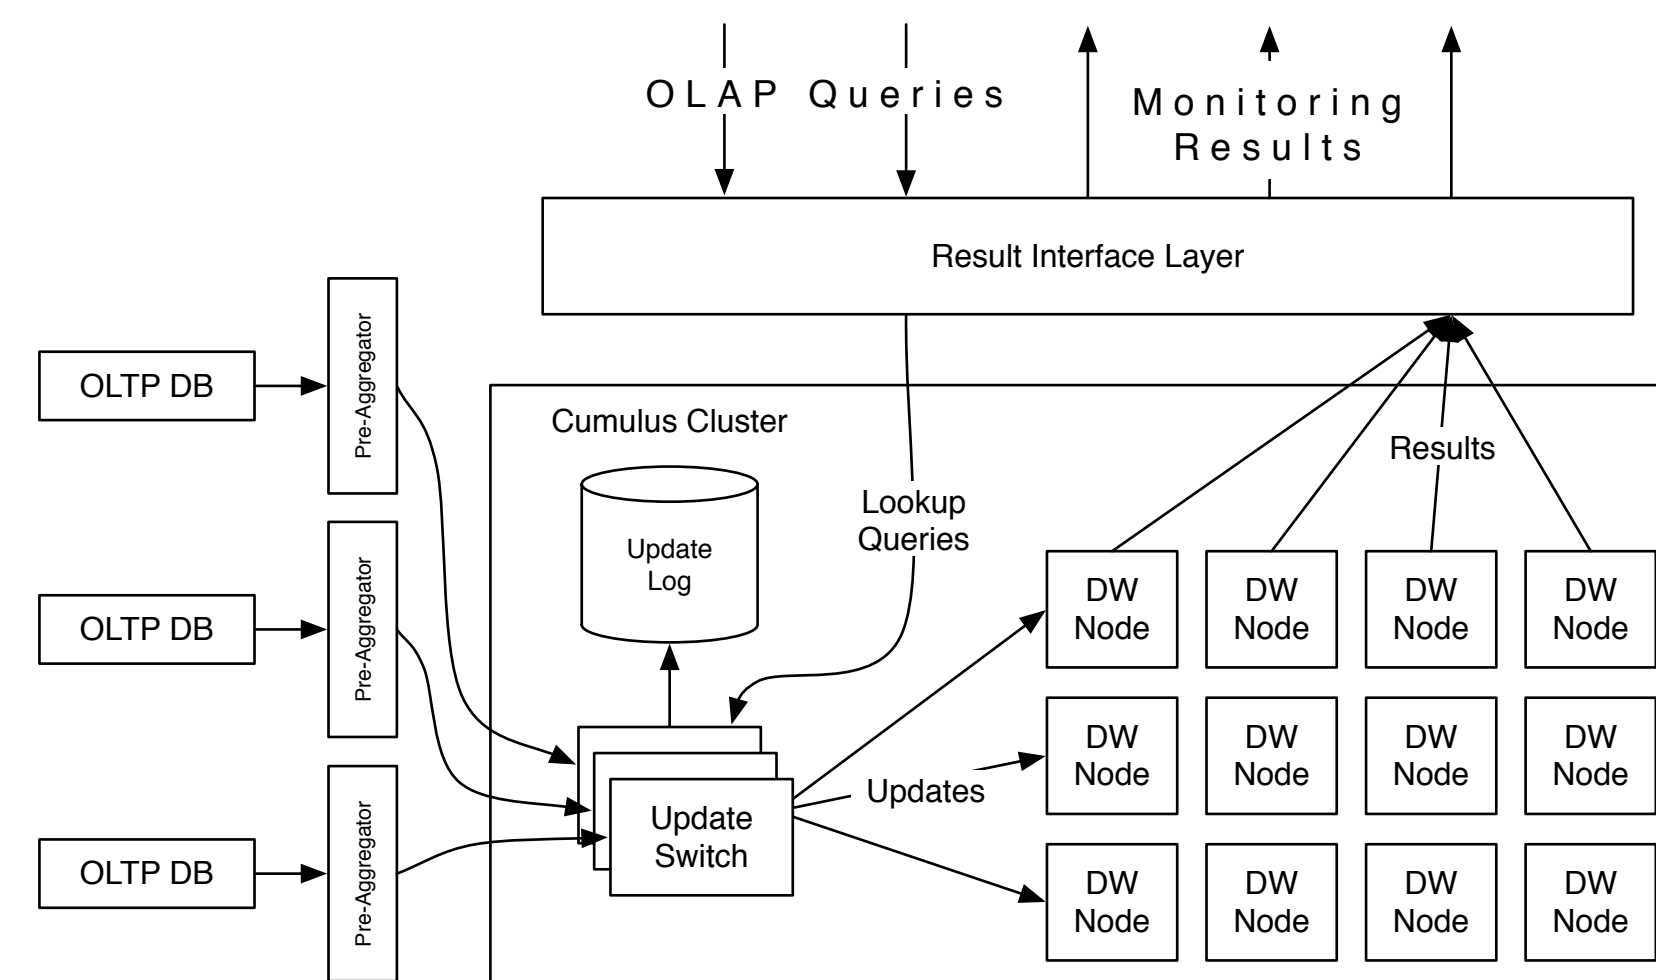 OLAP Queries
Monitoring
Results
Result Interface Layer
OLTP DB
Pre-Aggregator
OLTP DB
Pre-Aggregator
OLTP DB
Pre-Aggregator
Cumulus Cluster
Update
Log
Lookup
Queries
Results
Update
Switch
Updates
DW
Node
DW
Node
DW
Node
DW
Node
DW
Node
DW
Node
DW
Node
DW
Node
DW
Node
DW
Node
DW
Node
DW
Node